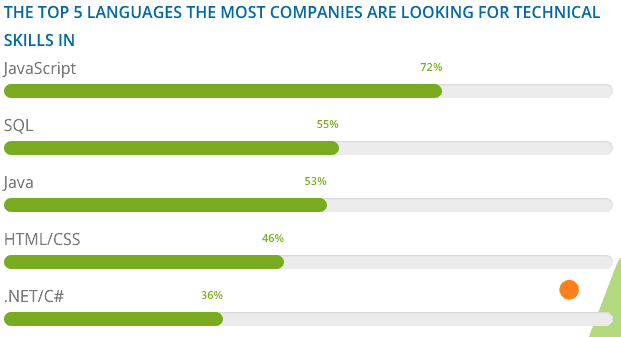 THE TOP 5 LANGUAGES THE MOST COMPANIES ARE LOOKING FOR TECHNICAL
SKILLS IN
JavaScript
72%
SQL
55%
Java
53%
HTML/CSS
46%
.NET/C#
36%